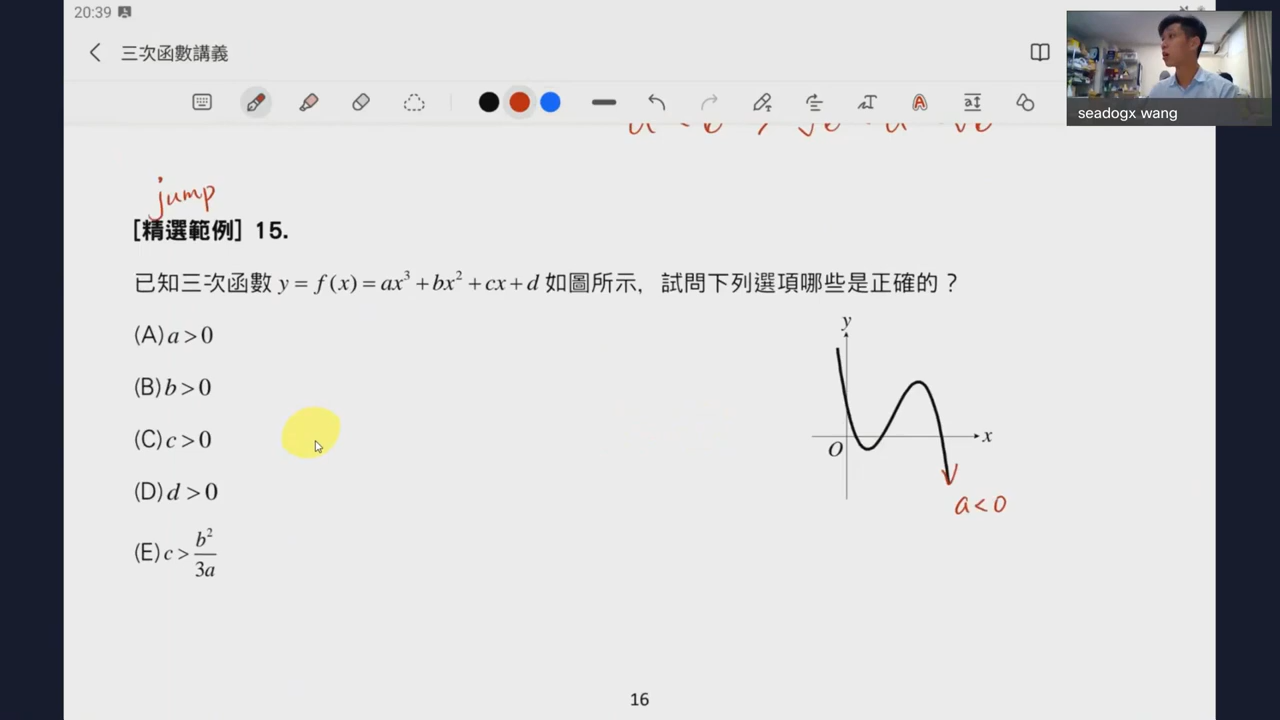 20:39
三次函數講義
seadogx wang
jump
[精選範例] 15.
已知三次函數 y = f(x) = ax³ + bx² + cx + d 如圖所示，試問下列選項哪些是正確的？
(A) a > 0
(B) b > 0
(C) c > 0
(D) d > 0
(E) c > b²/3a
y
x
O
a < 0
16